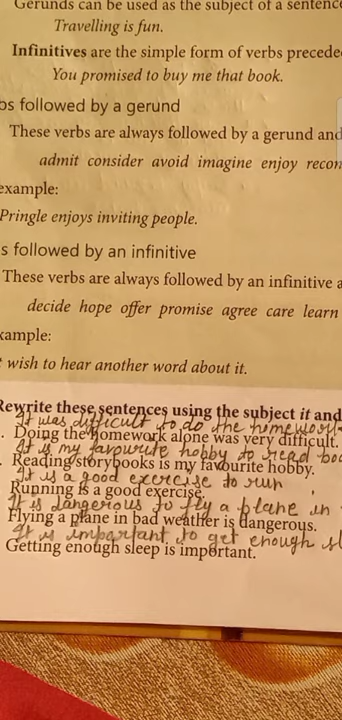 Gerunds can be used as the subject of a sentence
Travelling is fun.
Infinitives are the simple form of verbs precede
You promised to buy me that book.
bs followed by a gerund
These verbs are always followed by a gerund and
admit consider avoid imagine enjoy recon
example:
Pringle enjoys inviting people.
s followed by an infinitive
These verbs are always followed by an infinitive a
decide hope offer promise agree care learn
xample:
wish to hear another word about it.
Rewrite these sentences using the subject it and
It was difficult to do the homework
. Doing the homework alone was very difficult.
It is my favourite hobby to read boo
. Reading storybooks is my favourite hobby.
It is a good exercise to run
Running is a good exercise.
It is dangerous to fly a plane in
Flying a plane in bad weather is dangerous.
It is important to get enough sl
Getting enough sleep is important.